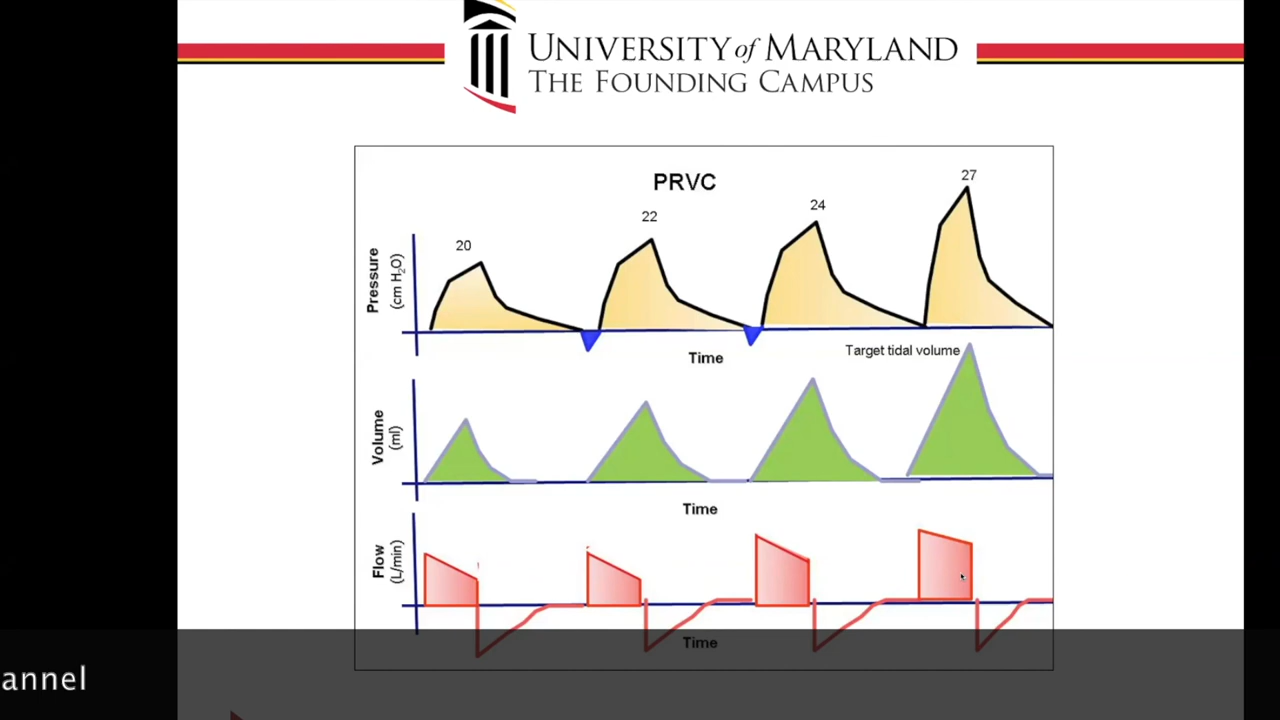 UNIVERSITY of MARYLAND
THE FOUNDING CAMPUS
PRVC
20
22
24
27
Pressure
(cm H₂O)
Time
Target tidal volume
Volume
(ml)
Time
Flow
(L/min)
Time
annel